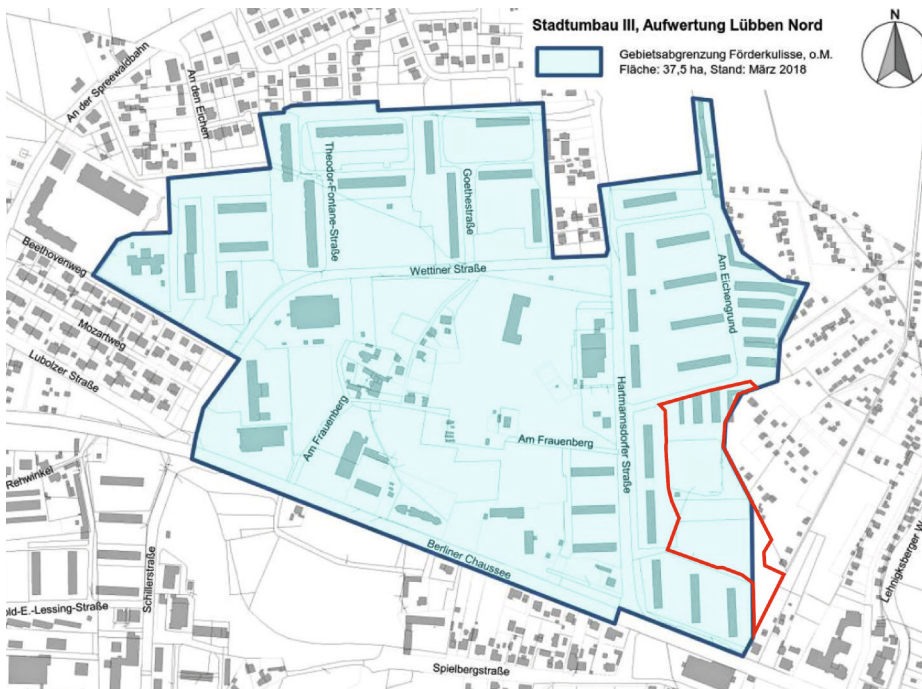 Stadtumbau III, Aufwertung Lübben Nord
Gebietsabgrenzung Förderkulisse, o.M.
Fläche: 37,5 ha, Stand: März 2018
N
An der Spreewaldbahn
An den Eichen
Theodor-Fontane-Straße
Goethestraße
Beethovenweg
Wettiner Straße
Am Eichengrund
Mozartweg
Lubolzer Straße
Am Frauenberg
Hartmannsdorfer Straße
Am Frauenberg
Rehwinkel
Berliner Chaussee
Schillerstraße
Lehnigksberger W
old-E.-Lessing-Straße
Spielbergstraße